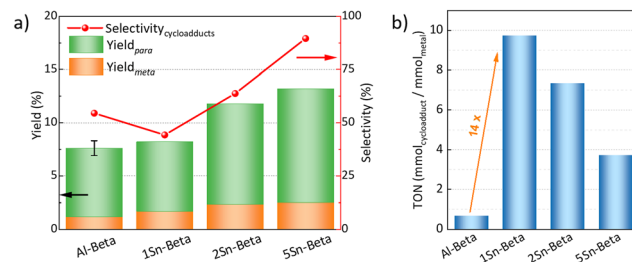 a)
Selectivity_cycloadducts
Yield_para
Yield_meta
Yield (%)
20
15
10
5
0
Selectivity (%)
100
75
50
25
0
Al-Beta
1Sn-Beta
2Sn-Beta
5Sn-Beta
b)
TON (mmol_cycloadduct / mmol_metal)
10
8
6
4
2
0
14 x
Al-Beta
1Sn-Beta
2Sn-Beta
5Sn-Beta